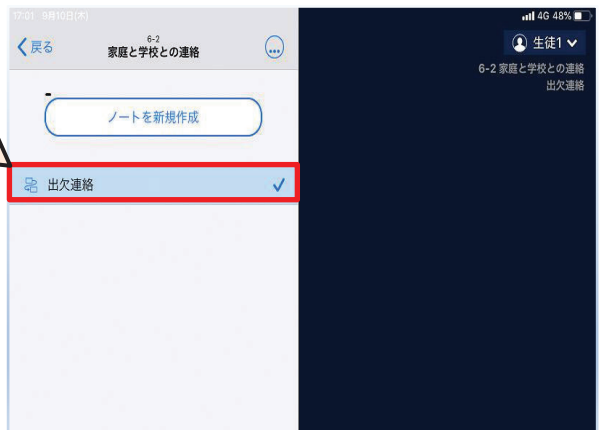 17:01 9月10日(木)
4G 48%
戻る
6-2
家庭と学校との連絡
生徒1
6-2 家庭と学校との連絡
出欠連絡
ノートを新規作成
出欠連絡